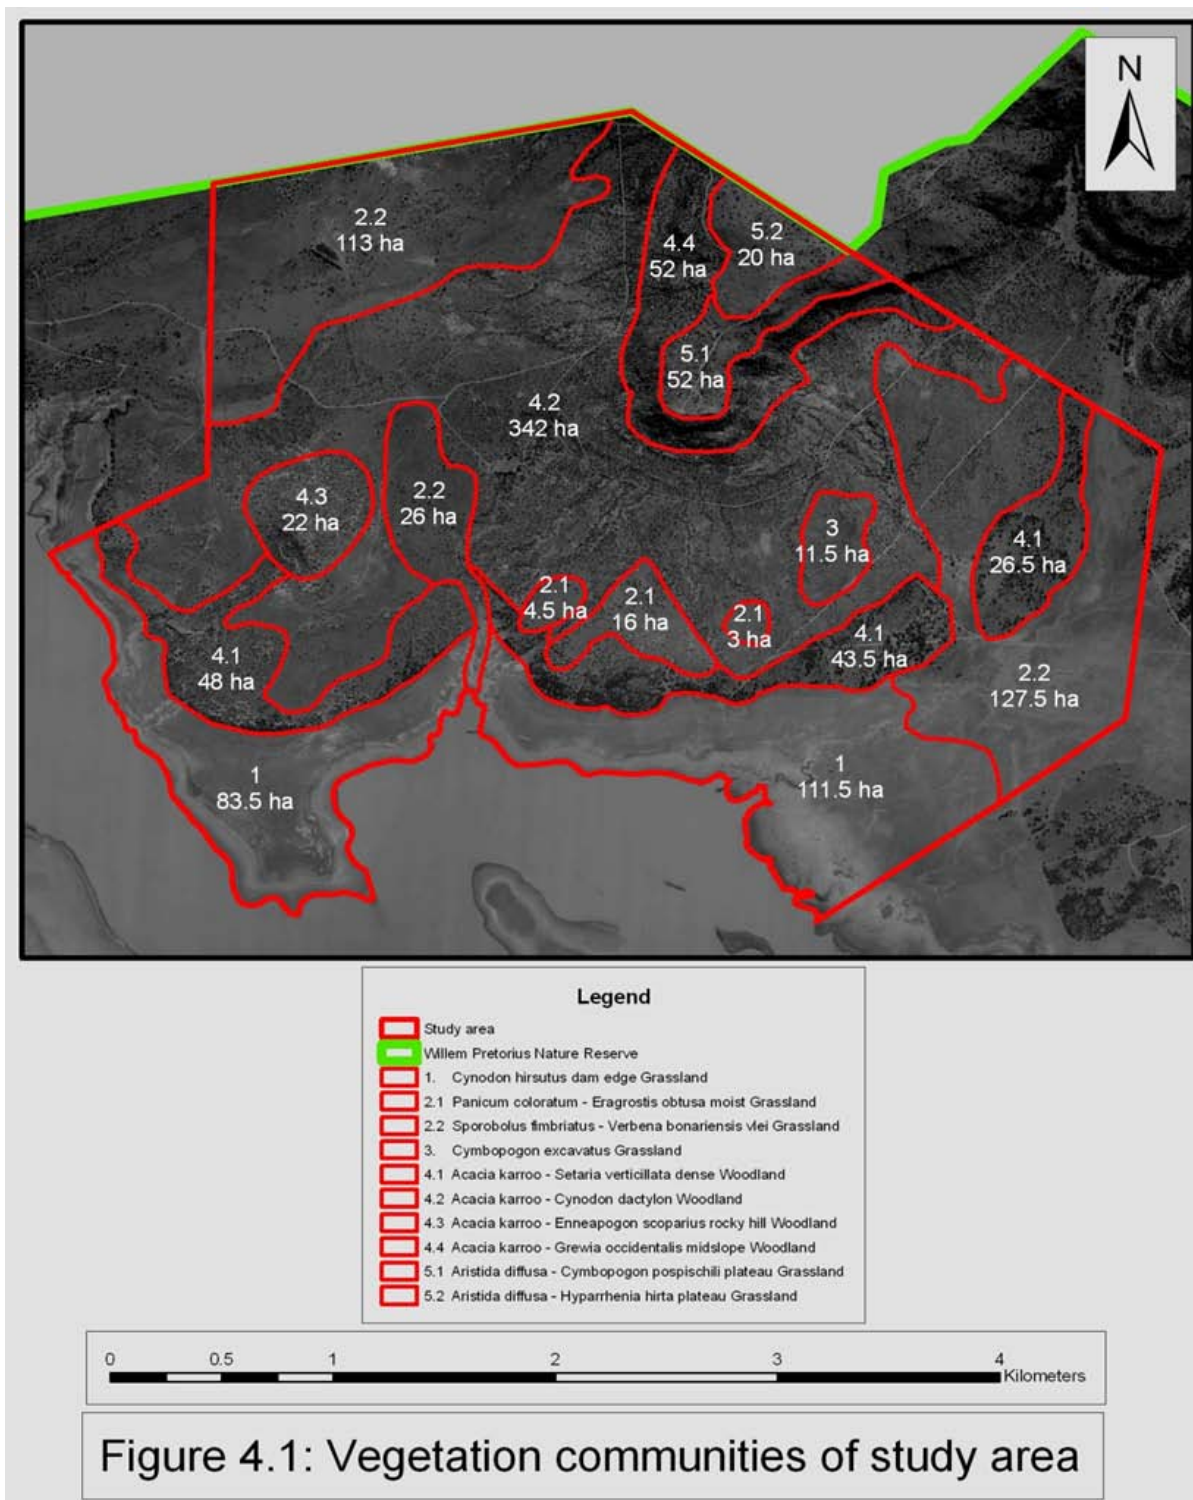 N
2.2
113 ha
4.4
52 ha
5.2
20 ha
5.1
52 ha
4.2
342 ha
4.3
22 ha
2.2
26 ha
3
11.5 ha
4.1
26.5 ha
2.1
4.5 ha
2.1
16 ha
2.1
3 ha
4.1
43.5 ha
4.1
48 ha
2.2
127.5 ha
1
83.5 ha
1
111.5 ha
Legend
Study area
Willem Pretorius Nature Reserve
1. Cynodon hirsutus dam edge Grassland
2.1 Panicum coloratum - Eragrostis obtusa moist Grassland
2.2 Sporobolus fimbriatus - Verbena bonariensis vlei Grassland
3. Cymbopogon excavatus Grassland
4.1 Acacia karroo - Setaria verticillata dense Woodland
4.2 Acacia karroo - Cynodon dactylon Woodland
4.3 Acacia karroo - Enneapogon scoparius rocky hill Woodland
4.4 Acacia karroo - Grewia occidentalis midslope Woodland
5.1 Aristida diffusa - Cymbopogon pospischili plateau Grassland
5.2 Aristida diffusa - Hyparrhenia hirta plateau Grassland
0 0.5 1 2 3 4
Kilometers
Figure 4.1: Vegetation communities of study area